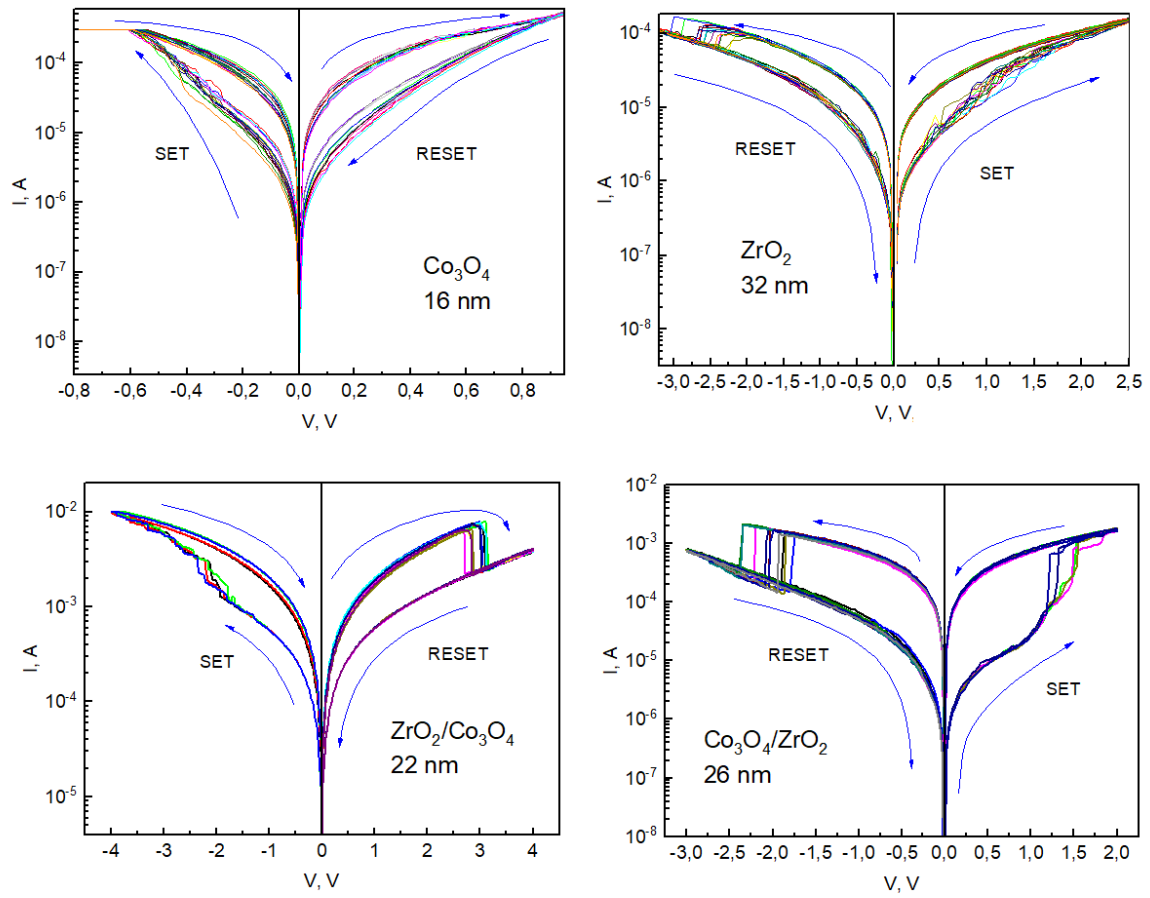 10⁻⁴
10⁻⁵
10⁻⁶
10⁻⁷
10⁻⁸
I, A
SET
RESET
Co₃O₄
16 nm
-0,8 -0,6 -0,4 -0,2 0,0 0,2 0,4 0,6 0,8
V, V
10⁻⁴
10⁻⁵
10⁻⁶
10⁻⁷
10⁻⁸
I, A
RESET
SET
ZrO₂
32 nm
-3,0 -2,5 -2,0 -1,5 -1,0 -0,5 0,0 0,5 1,0 1,5 2,0 2,5
V, V
10⁻²
10⁻³
10⁻⁴
10⁻⁵
I, A
SET
RESET
ZrO₂/Co₃O₄
22 nm
-4 -3 -2 -1 0 1 2 3 4
V, V
10⁻²
10⁻³
10⁻⁴
10⁻⁵
10⁻⁶
10⁻⁷
10⁻⁸
I, A
RESET
SET
Co₃O₄/ZrO₂
26 nm
-3,0 -2,5 -2,0 -1,5 -1,0 -0,5 0,0 0,5 1,0 1,5 2,0
V, V